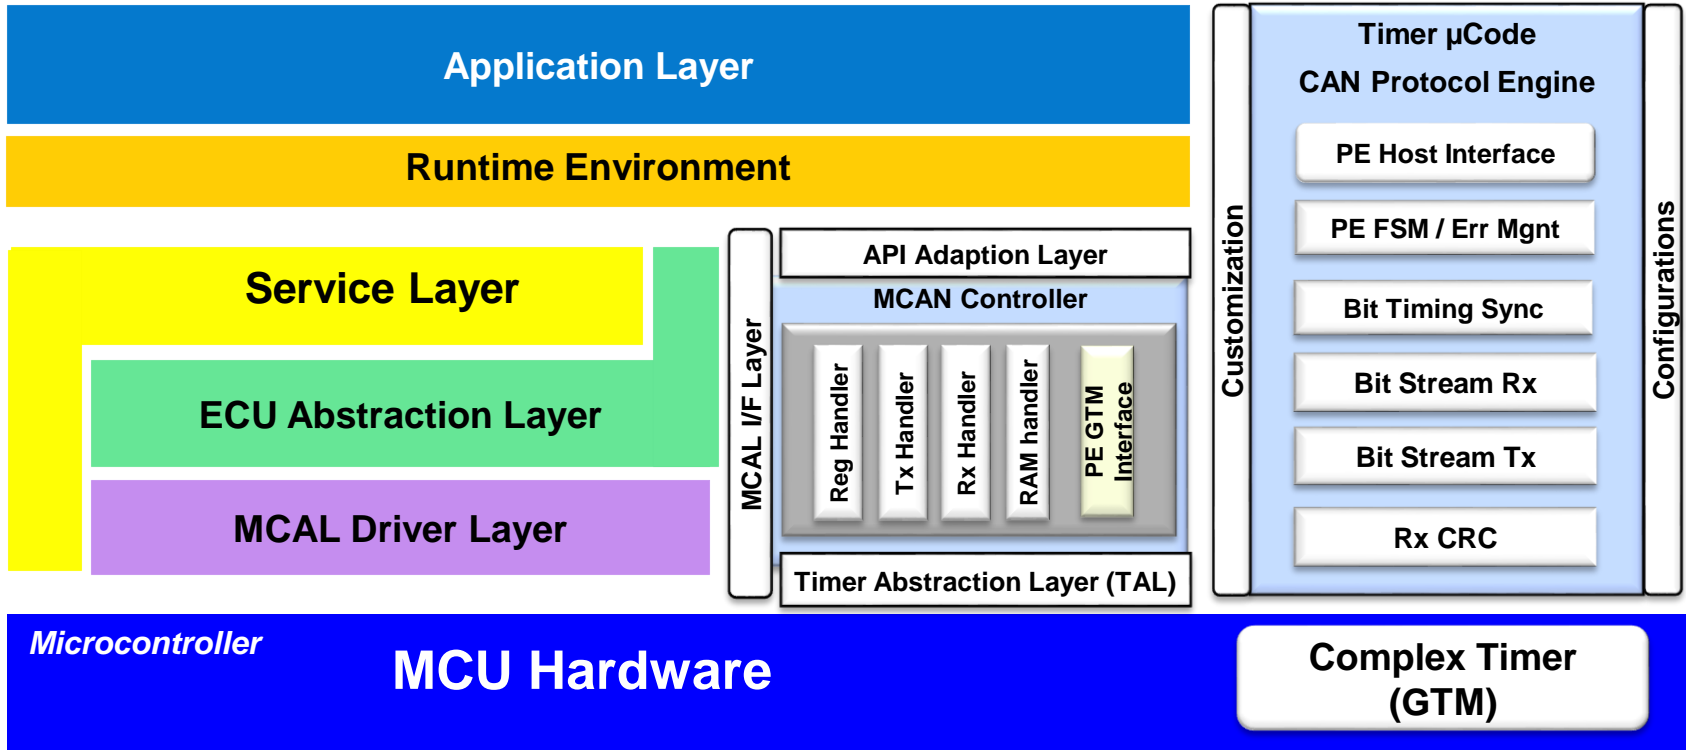 Application Layer
Runtime Environment
Service Layer
ECU Abstraction Layer
MCAL Driver Layer
MCAL I/F Layer
API Adaption Layer
MCAN Controller
Reg Handler
Tx Handler
Rx Handler
RAM handler
PE GTM
Interface
Timer Abstraction Layer (TAL)
Customization
Timer µCode
CAN Protocol Engine
PE Host Interface
PE FSM / Err Mgnt
Bit Timing Sync
Bit Stream Rx
Bit Stream Tx
Rx CRC
Configurations
Microcontroller
MCU Hardware
Complex Timer
(GTM)